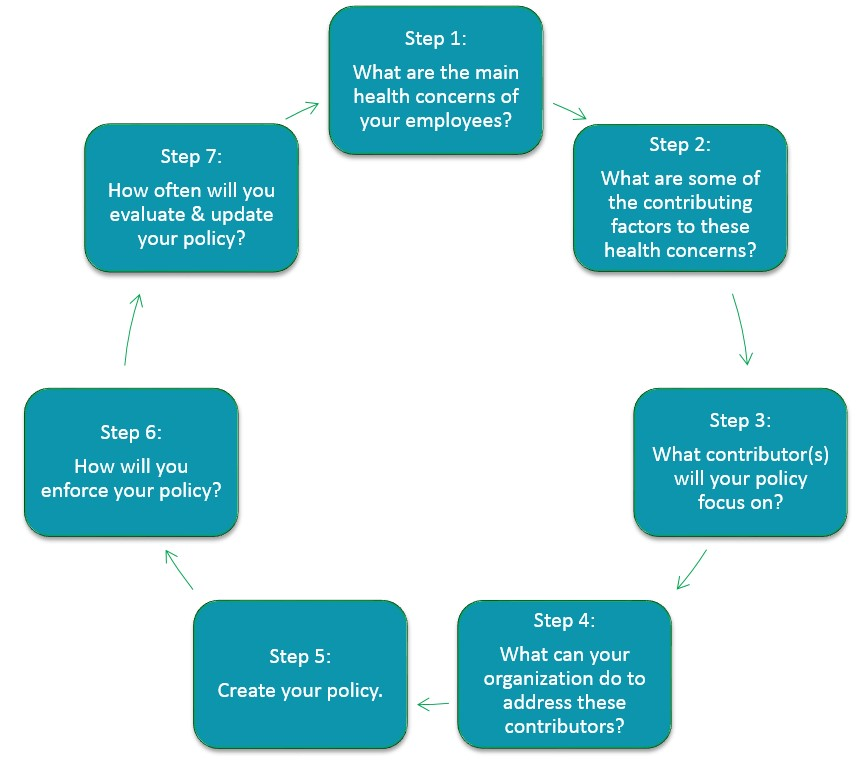 Step 1:
What are the main
health concerns of
your employees?
Step 2:
What are some of
the contributing
factors to these
health concerns?
Step 3:
What contributor(s)
will your policy
focus on?
Step 4:
What can your
organization do to
address these
contributors?
Step 5:
Create your policy.
Step 6:
How will you
enforce your policy?
Step 7:
How often will you
evaluate & update
your policy?